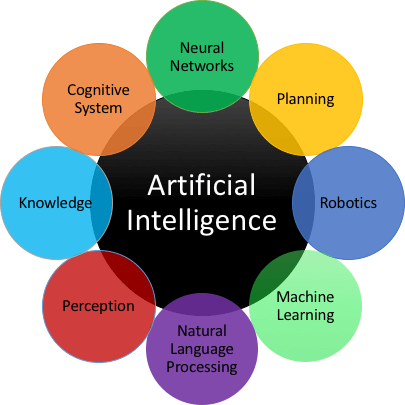 Neural
Networks
Cognitive
System
Planning
Artificial
Intelligence
Knowledge
Robotics
Perception
Machine
Learning
Natural
Language
Processing